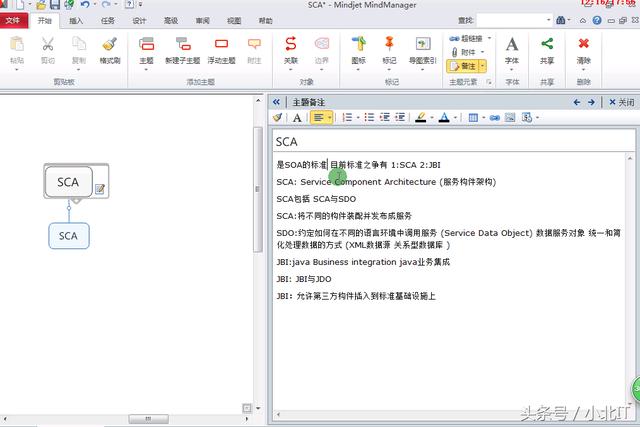 SCA* - Mindjet MindManager
文件 开始 插入 任务 设计 高级 审阅 视图 帮助 查找:
粘贴 剪切 复制 格式刷 主题 新建子主题 浮动主题 附注 关联 边界 图标 标记 导图索引 超链接 字体 共享 清除
附件
备注
剪贴板 添加主题 对象 标记 主题元素 字体 共享 删除
主题备注 关闭
SCA
是SOA的标准 目前标准之争有 1:SCA 2:JBI
SCA: Service Component Architecture (服务构件架构)
SCA包括 SCA与SDO
SCA:将不同的构件装配并发布成服务
SDO:约定如何在不同的语言环境中调用服务 (Service Data Object) 数据服务对象 统一和简
化处理数据的方式 (XML数据源 关系型数据库 )
JBI:java Business integration java业务集成
JBI: JBI与JDO
JBI: 允许第三方构件插入到标准基础设施上
SCA
SCA
头条号 / 小北IT